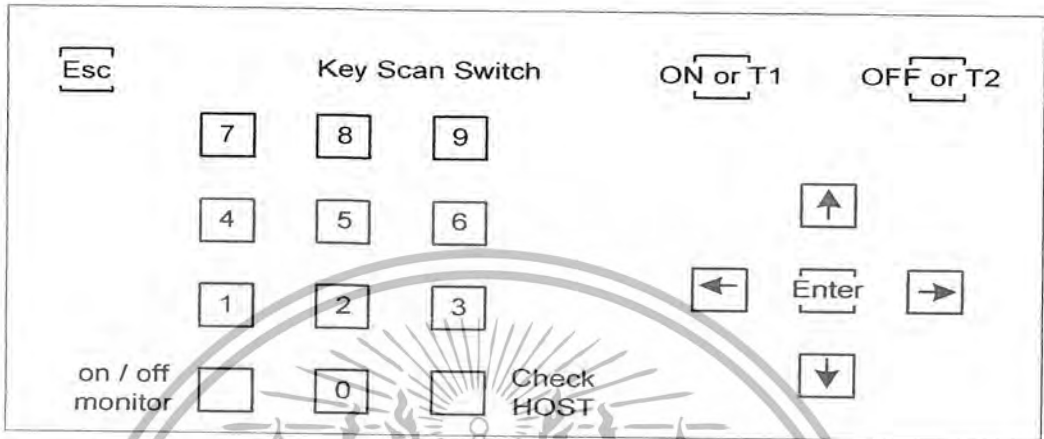 Esc
Key Scan Switch
ON or T1
OFF or T2
7 8 9
4 5 6
1 2 3
Enter
on / off
monitor
0
Check
HOST